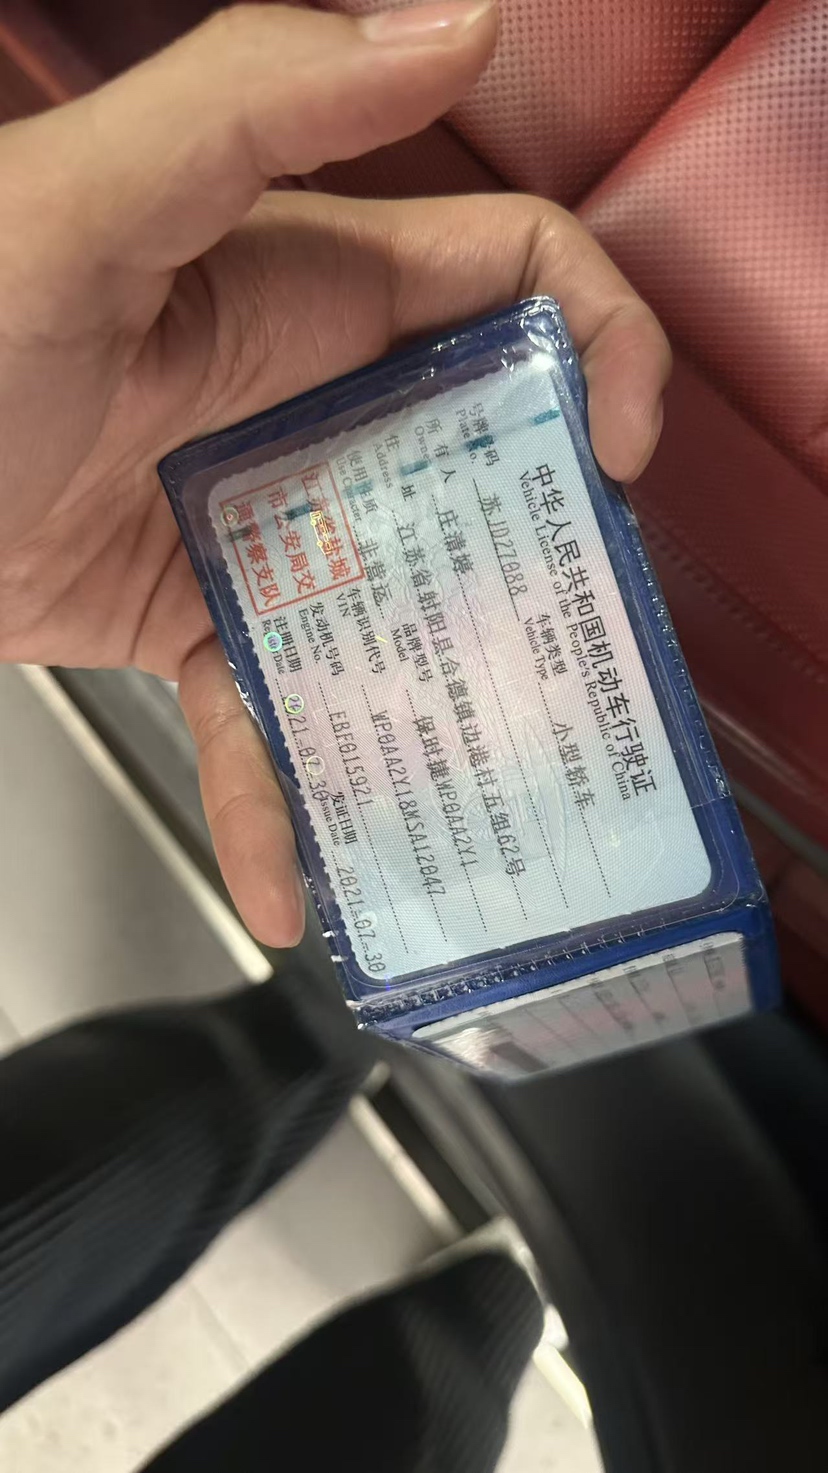 中华人民共和国机动车行驶证
Vehicle License of the People's Republic of China
号牌号码 苏JD27088 车辆类型 小型轿车
Plate No. Vehicle Type
所有人 庄清婷
Owner
住址 江苏省射阳县合德镇边港村五组62号
Address
使用性质 非营运 品牌型号 保时捷WP0AA2Y1
Use Character Model
车辆识别代号 WP0AA2Y18MSA12047
VIN
发动机号码 EBF015921
Engine No.
注册日期 2021-07-30 发证日期 2021-07-30
Register Date Issue Date
江苏省盐城
市公安局交
通警察支队